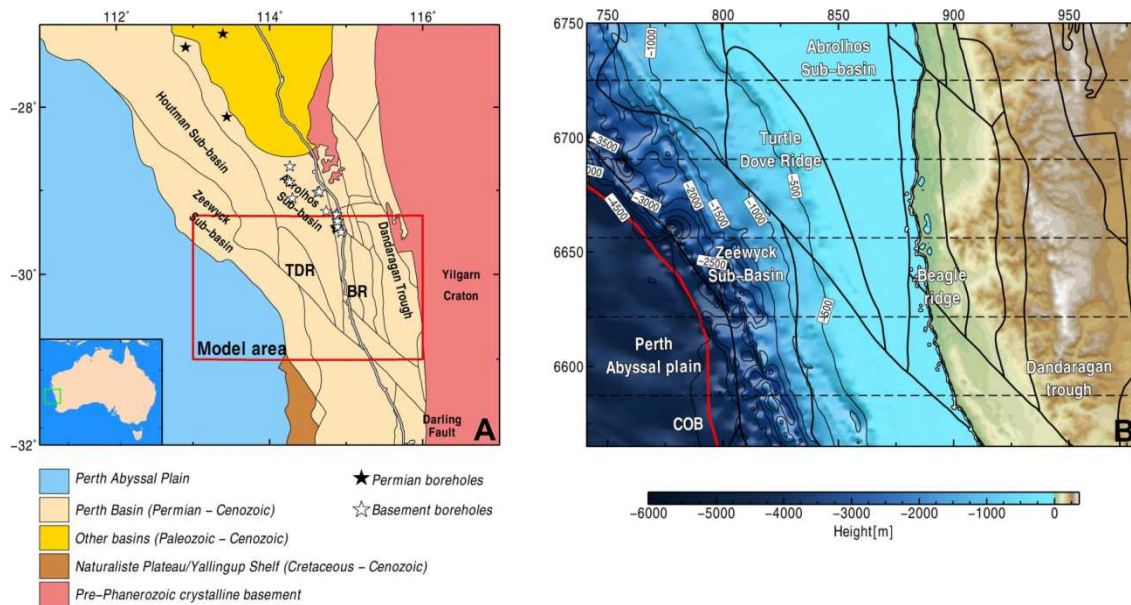 111° 112° 114° 116°
−28°
−30°
−32°
Houtman Sub−basin
Zeewyck
Sub−basin
Abrolhos
Sub−basin
Dandaragan Trough
TDR
BR
Yilgarn
Craton
Model area
Darling
Fault
A
Perth Abyssal Plain
Perth Basin (Permian − Cenozoic)
Other basins (Paleozoic − Cenozoic)
Naturaliste Plateau/Yallingup Shelf (Cretaceous − Cenozoic)
Pre−Phanerozoic crystalline basement
Permian boreholes
Basement boreholes
750 800 850 900 950
6750
6700
6650
6600
−1000
Abrolhos
Sub−basin
Turtle
Dove Ridge
−3500
−4500
−3000
−2000
−1500
−1000
−500
Zeewyck
Sub−Basin
−2500
−500
Beagle
ridge
Perth
Abyssal plain
Dandaragan
trough
COB
B
−6000 −5000 −4000 −3000 −2000 −1000 0
Height[m]